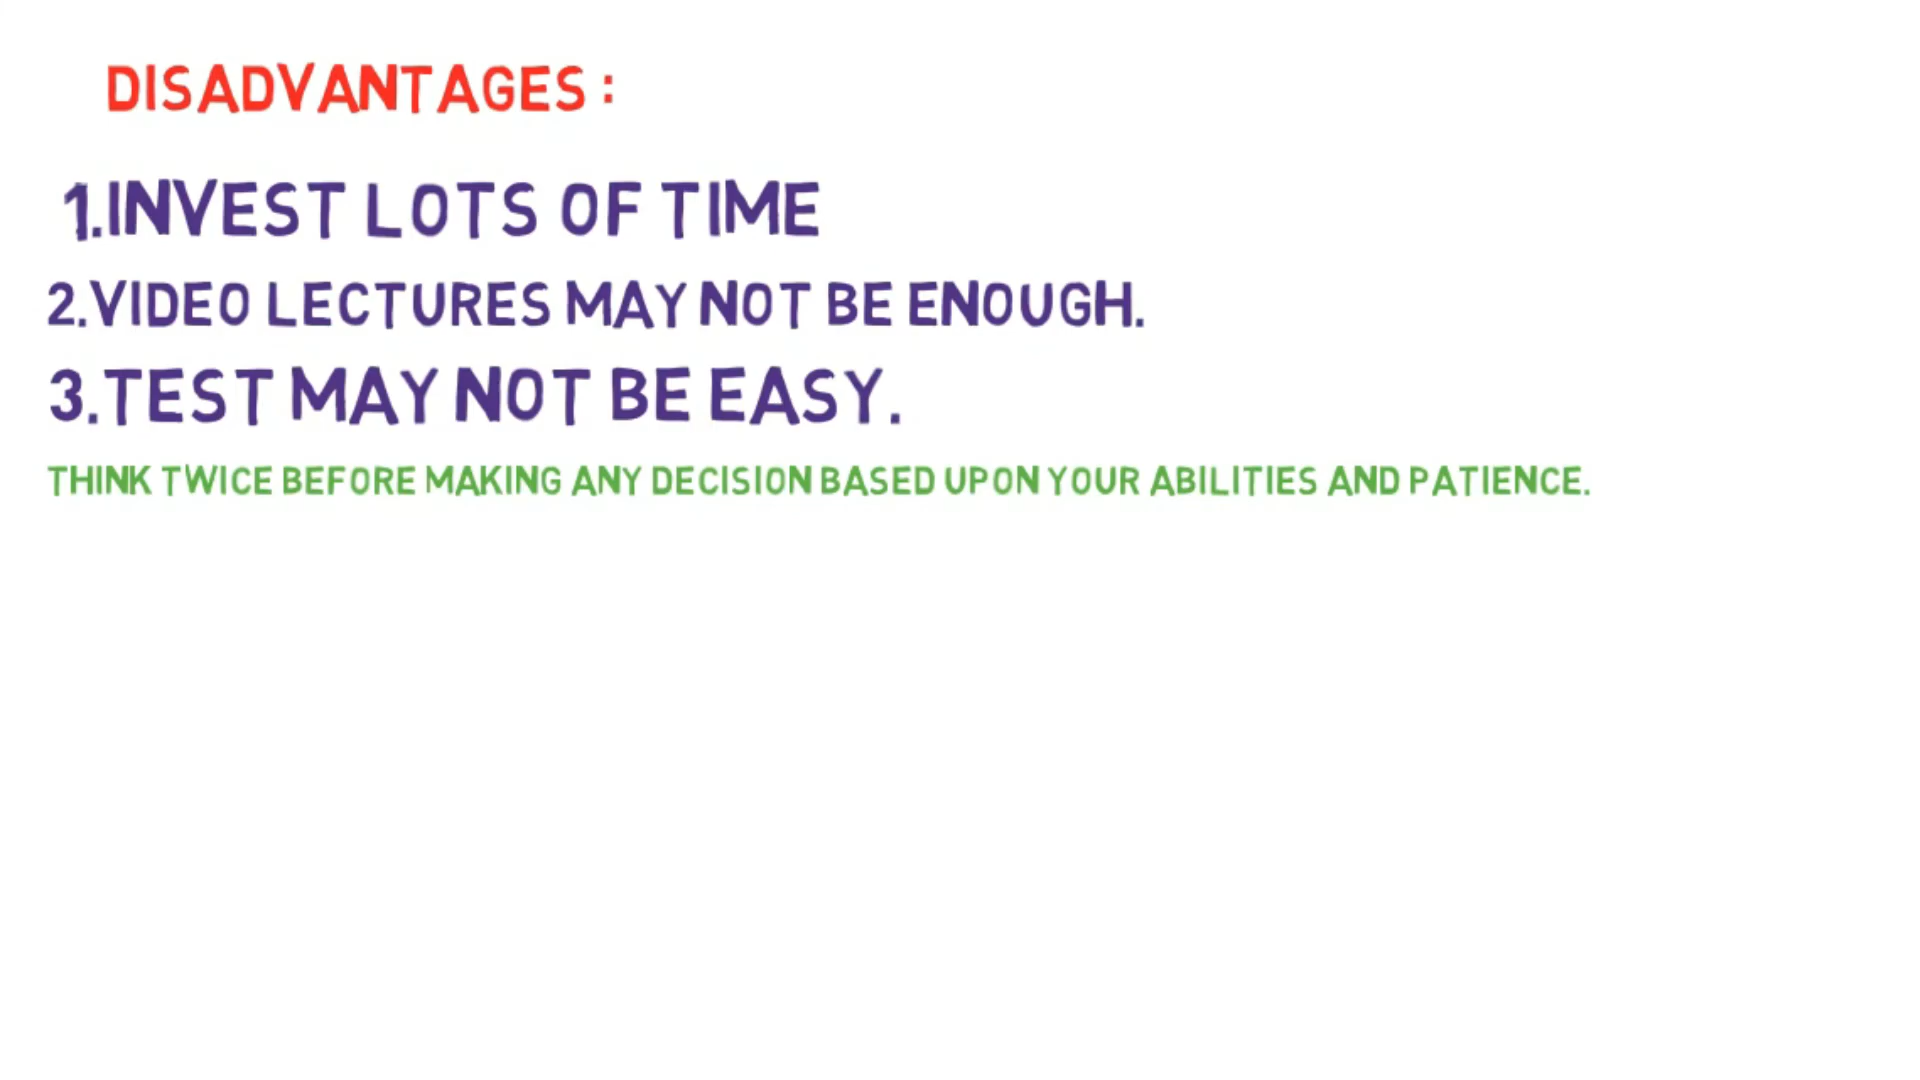 DISADVANTAGES :
1.INVEST LOTS OF TIME
2.VIDEO LECTURES MAY NOT BE ENOUGH.
3.TEST MAY NOT BE EASY.
THINK TWICE BEFORE MAKING ANY DECISION BASED UPON YOUR ABILITIES AND PATIENCE.